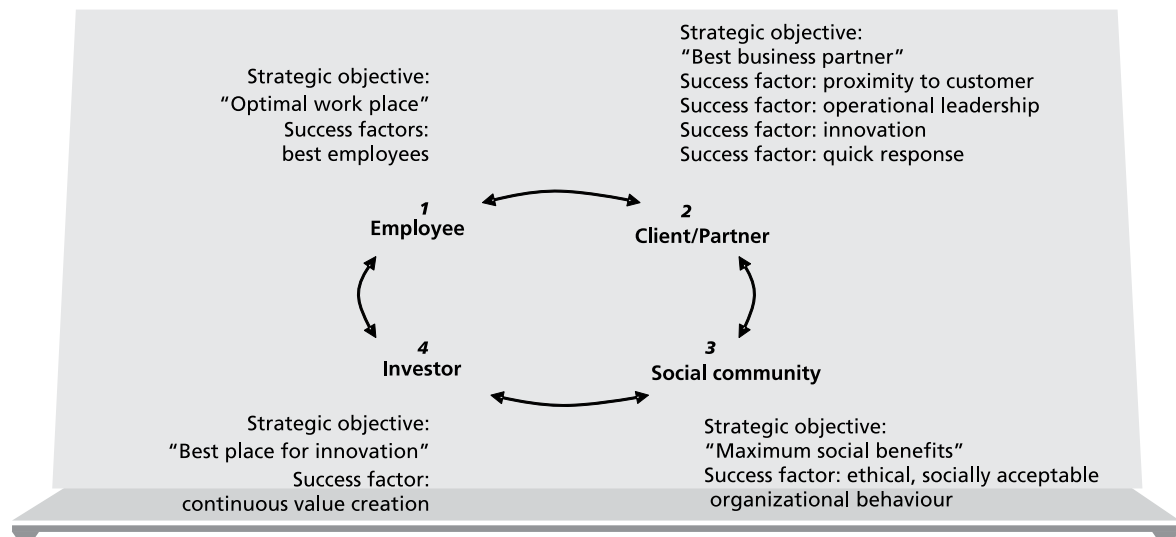 Strategic objective:
“Optimal work place”
Success factors:
best employees
Strategic objective:
“Best business partner”
Success factor: proximity to customer
Success factor: operational leadership
Success factor: innovation
Success factor: quick response
1
Employee
2
Client/Partner
4
Investor
3
Social community
Strategic objective:
“Best place for innovation”
Success factor:
continuous value creation
Strategic objective:
“Maximum social benefits”
Success factor: ethical, socially acceptable
organizational behaviour